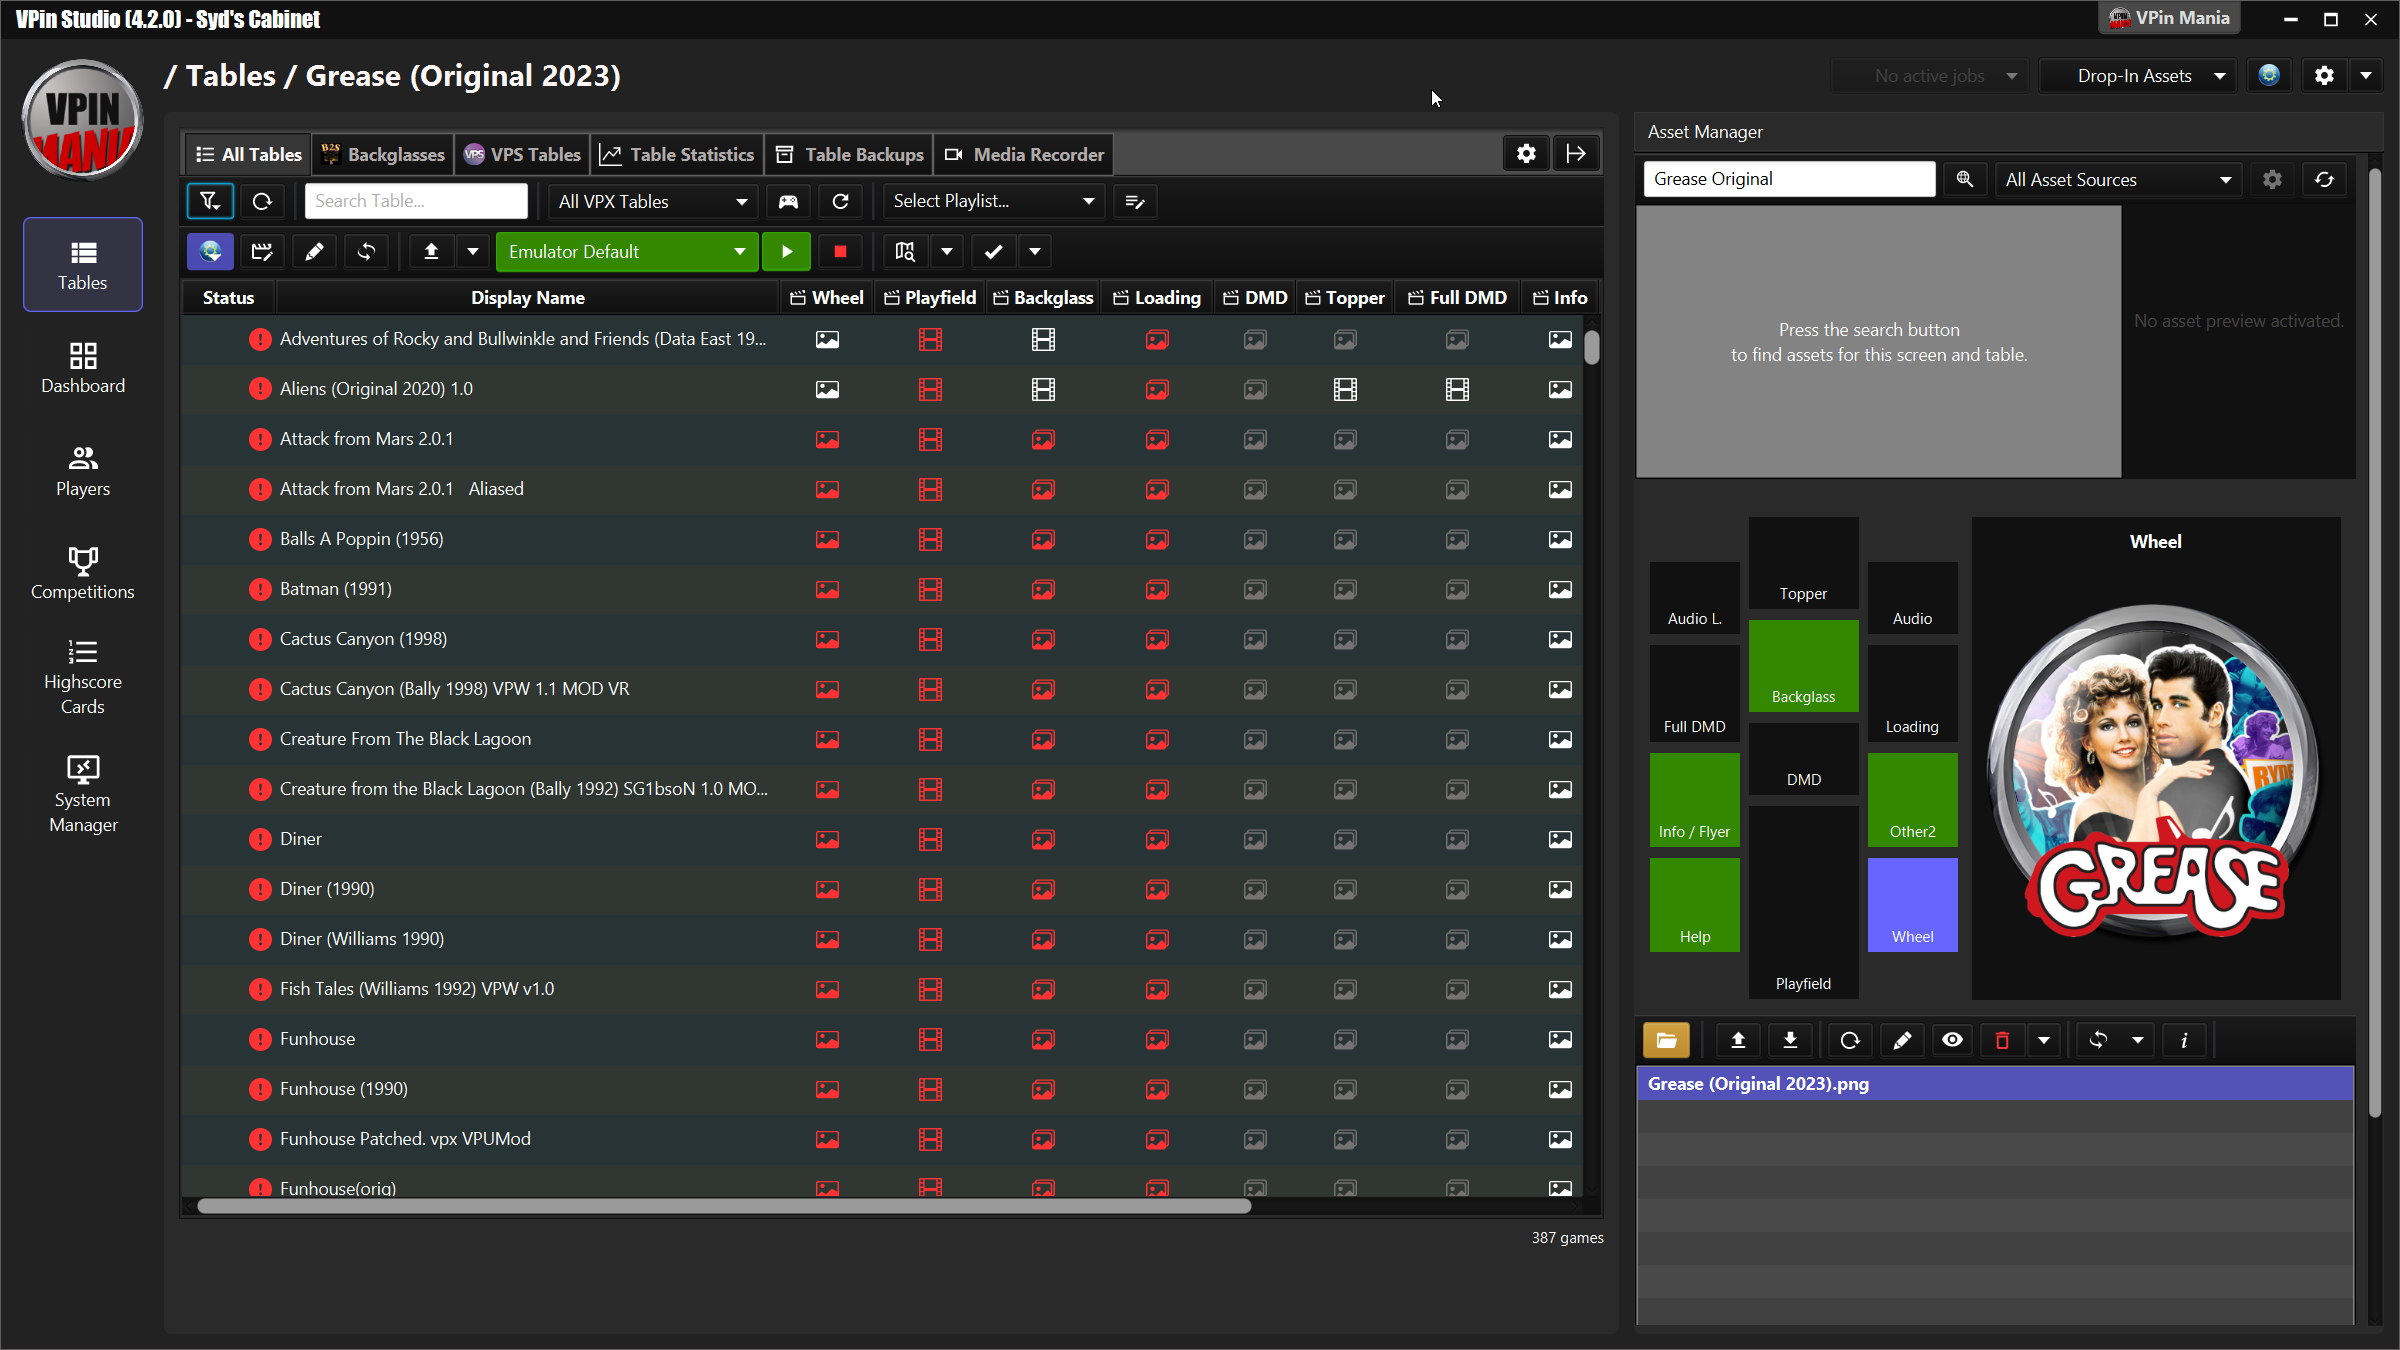 VPin Studio (4.2.0) - Syd's Cabinet
VPin Mania
VPIN
MANIA
/ Tables / Grease (Original 2023)
No active jobs
Drop-In Assets
Tables
Dashboard
Players
Competitions
Highscore
Cards
System
Manager
All Tables
Backglasses
VPS Tables
Table Statistics
Table Backups
Media Recorder
Search Table...
All VPX Tables
Select Playlist...
Emulator Default
Status
Display Name
Wheel
Playfield
Backglass
Loading
DMD
Topper
Full DMD
Info
Adventures of Rocky and Bullwinkle and Friends (Data East 19...
Aliens (Original 2020) 1.0
Attack from Mars 2.0.1
Attack from Mars 2.0.1 Aliased
Balls A Poppin (1956)
Batman (1991)
Cactus Canyon (1998)
Cactus Canyon (Bally 1998) VPW 1.1 MOD VR
Creature From The Black Lagoon
Creature from the Black Lagoon (Bally 1992) SG1bsoN 1.0 MO...
Diner
Diner (1990)
Diner (Williams 1990)
Fish Tales (Williams 1992) VPW v1.0
Funhouse
Funhouse (1990)
Funhouse Patched. vpx VPUMod
Funhouse(orig)
387 games
Asset Manager
Grease Original
All Asset Sources
Press the search button
to find assets for this screen and table.
No asset preview activated.
Audio L.
Topper
Audio
Full DMD
Backglass
Loading
Info / Flyer
DMD
Other2
Help
Playfield
Wheel
Wheel
RYDE
GREASE
Grease (Original 2023).png